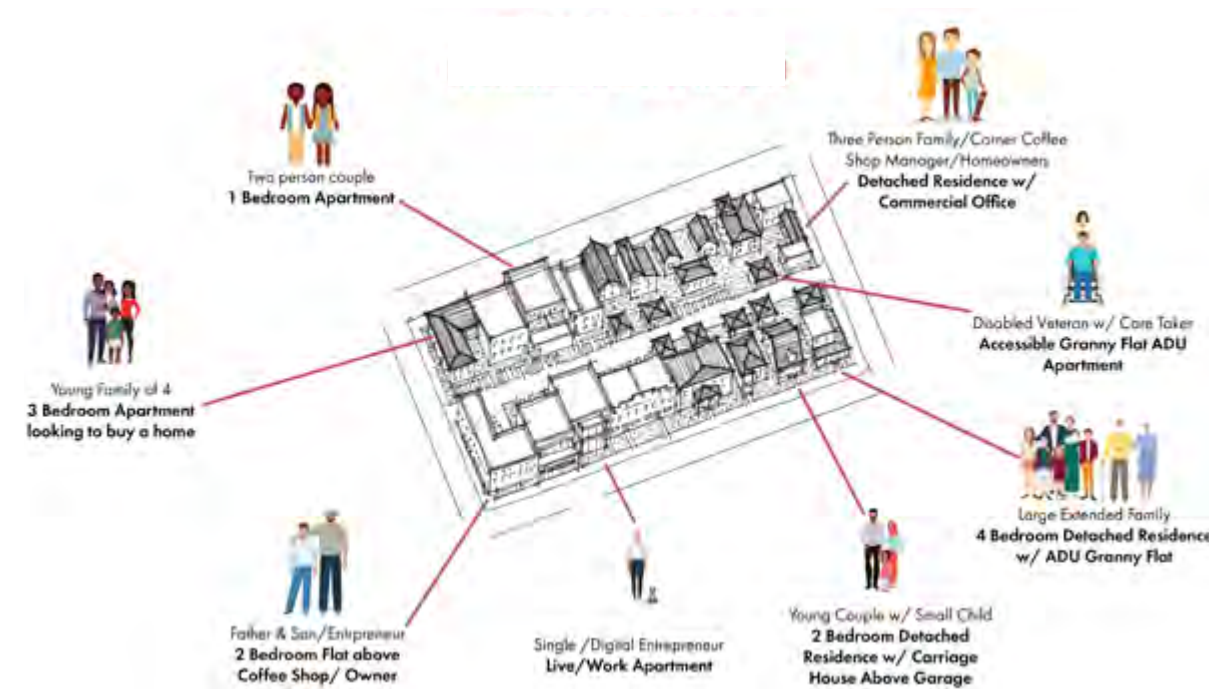 Two person couple
1 Bedroom Apartment
Three Person Family/Corner Coffee
Shop Manager/Homeowners
Detached Residence w/
Commercial Office
Disabled Veteran w/ Care Taker
Accessible Granny Flat ADU
Apartment
Young Family of 4
3 Bedroom Apartment
looking to buy a home
Large Extended Family
4 Bedroom Detached Residence
w/ ADU Granny Flat
Father & Son/Entrpreneur
2 Bedroom Flat above
Coffee Shop/ Owner
Single /Digital Entrepreneur
Live/Work Apartment
Young Couple w/ Small Child
2 Bedroom Detached
Residence w/ Carriage
House Above Garage